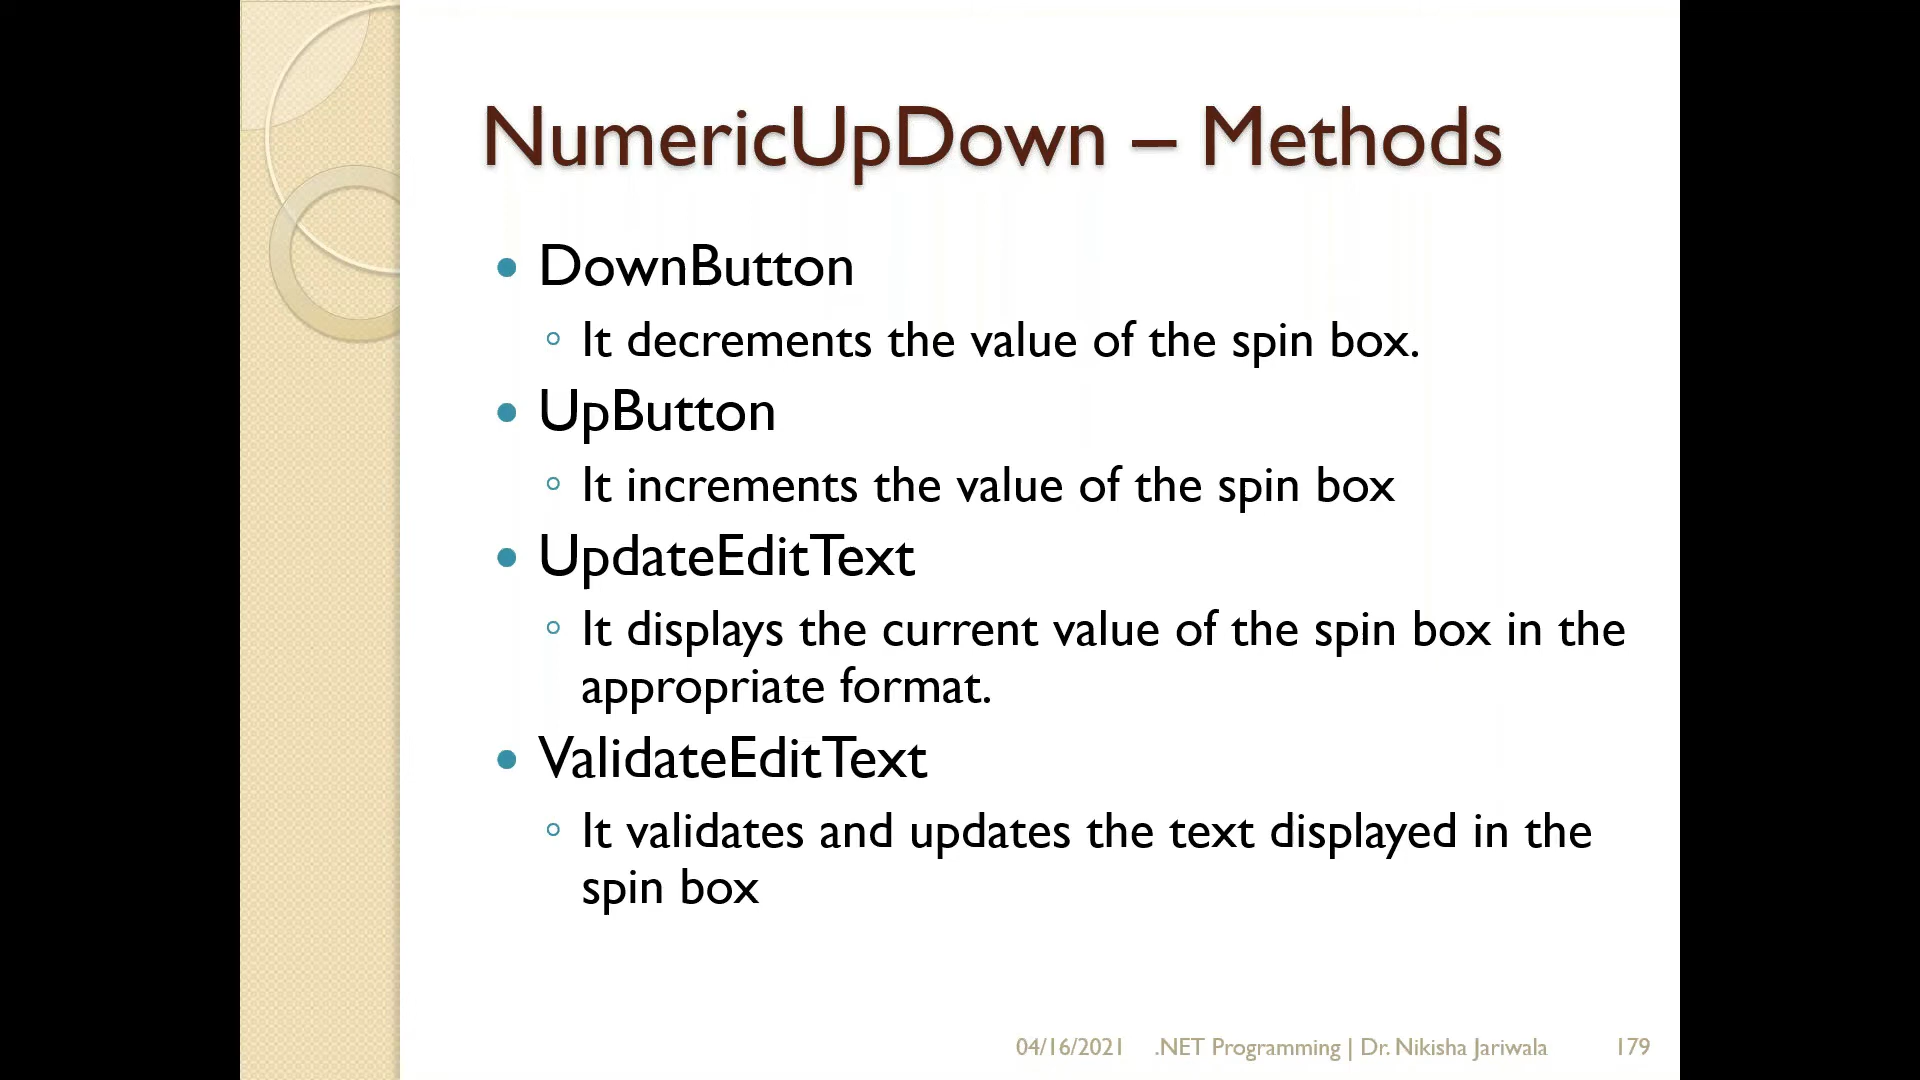 NumericUpDown – Methods
• DownButton
◦ It decrements the value of the spin box.
• UpButton
◦ It increments the value of the spin box
• UpdateEditText
◦ It displays the current value of the spin box in the
appropriate format.
• ValidateEditText
◦ It validates and updates the text displayed in the
spin box
04/16/2021 .NET Programming | Dr. Nikisha Jariwala 179